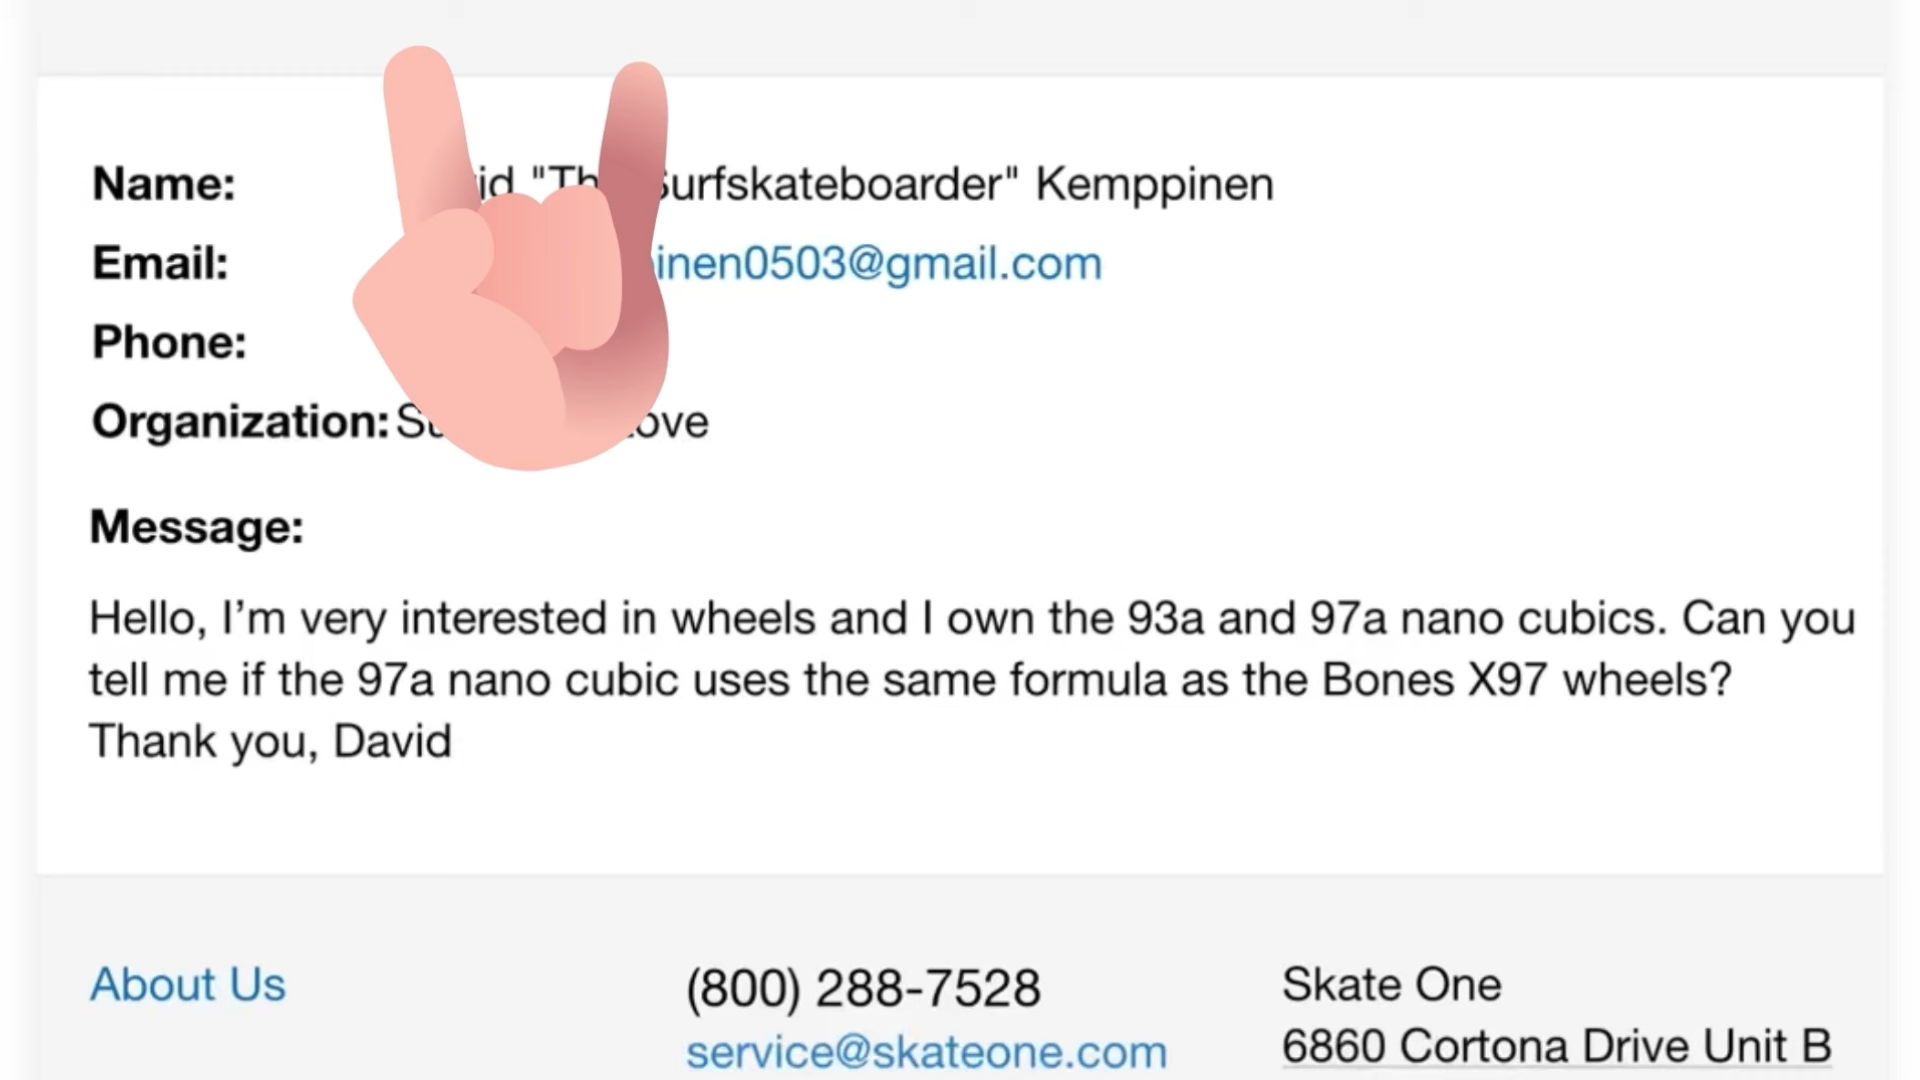 Name: "Th Surfskateboarder" Kemppinen
Email: inen0503@gmail.com
Phone:
Organization:
Message:
Hello, I’m very interested in wheels and I own the 93a and 97a nano cubics. Can you
tell me if the 97a nano cubic uses the same formula as the Bones X97 wheels?
Thank you, David
About Us
(800) 288-7528
service@skateone.com
Skate One
6860 Cortona Drive Unit B